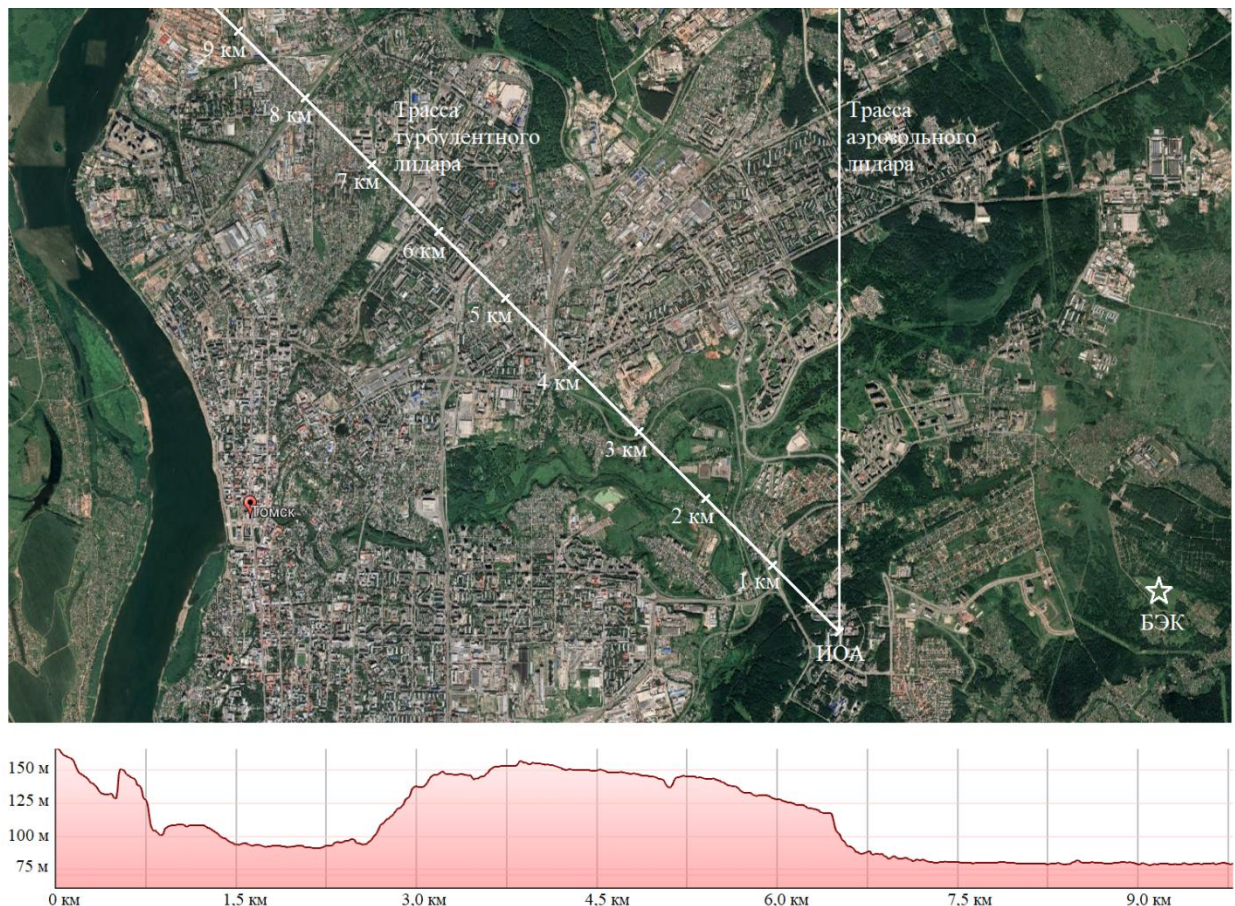 9 км
8 км
Трасса
турбулентного
лидара
Трасса
аэровольного
лидара
7 км
6 км
5 км
4 км
3 км
2 км
ТОМСК
1 км
БЭК
ИОА
150 м
125 м
100 м
75 м
0 км
1.5 км
3.0 км
4.5 км
6.0 км
7.5 км
9.0 км